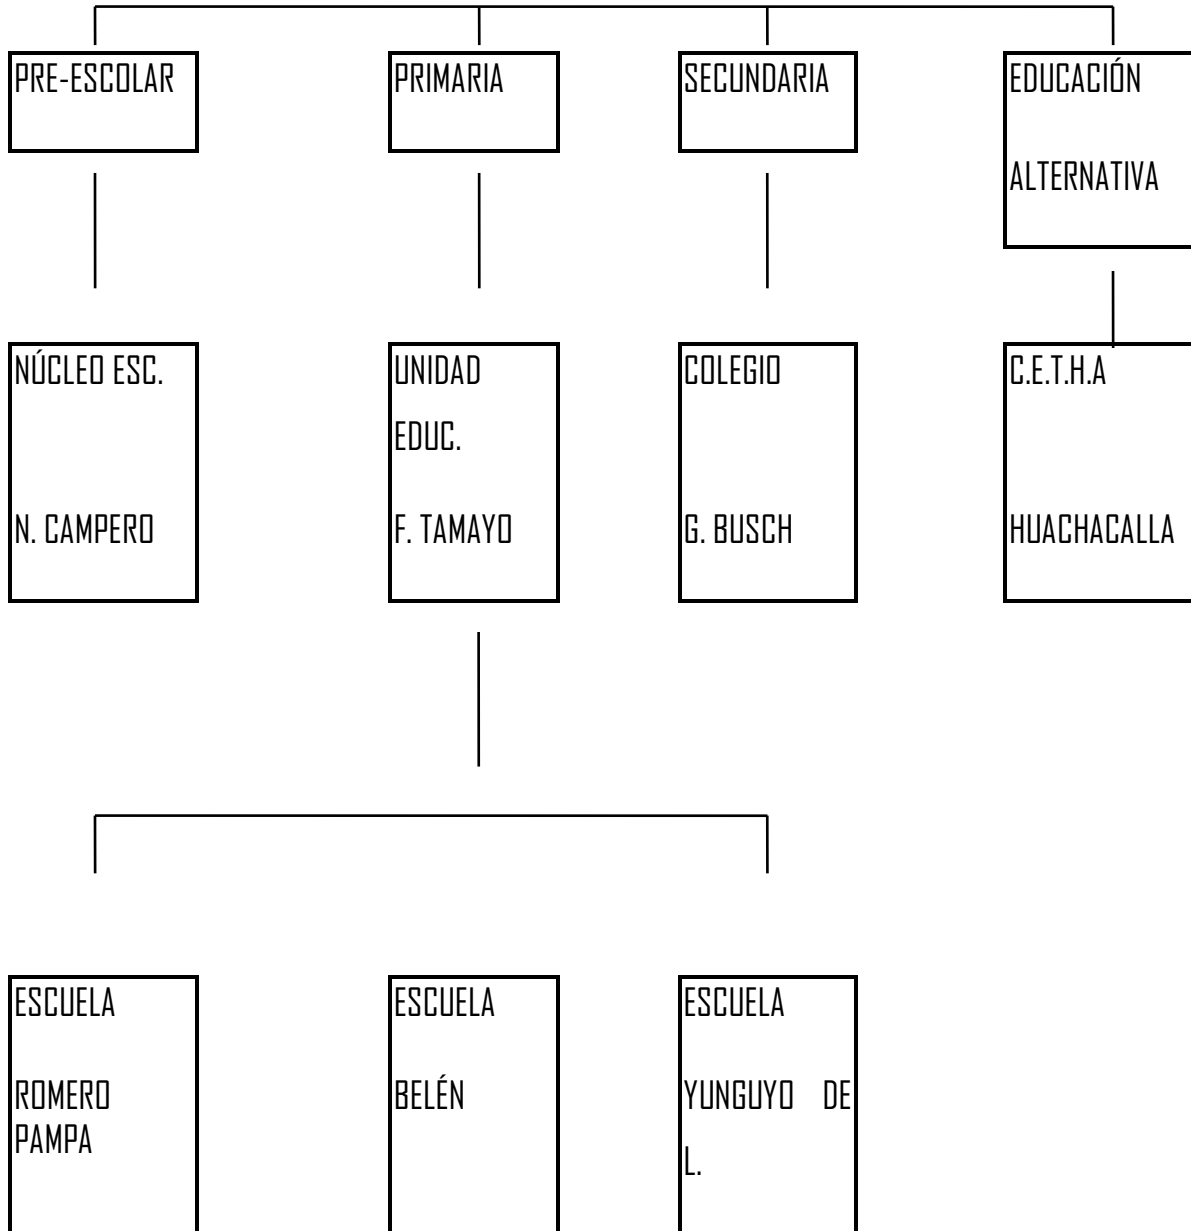 PRE-ESCOLAR
PRIMARIA
SECUNDARIA
EDUCACIÓN
ALTERNATIVA
NÚCLEO ESC.
N. CAMPERO
UNIDAD
EDUC.
F. TAMAYO
COLEGIO
G. BUSCH
C.E.T.H.A
HUACHACALLA
ESCUELA
ROMERO
PAMPA
ESCUELA
BELÉN
ESCUELA
YUNGUYO DE
L.